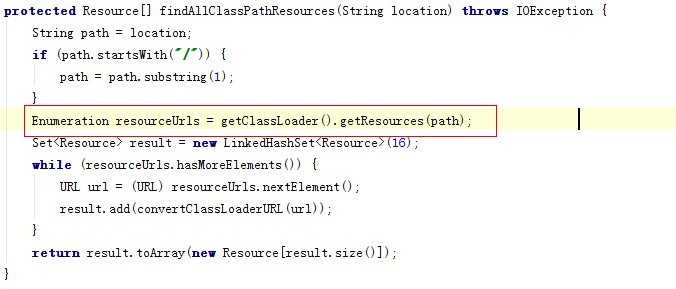 protected Resource[] findAllClassPathResources(String location) throws IOException {
    String path = location;
    if (path.startsWith("/")) {
        path = path.substring(1);
    }
    Enumeration resourceUrls = getClassLoader().getResources(path);
    Set<Resource> result = new LinkedHashSet<Resource>(16);
    while (resourceUrls.hasMoreElements()) {
        URL url = (URL) resourceUrls.nextElement();
        result.add(convertClassLoaderURL(url));
    }
    return result.toArray(new Resource[result.size()]);
}